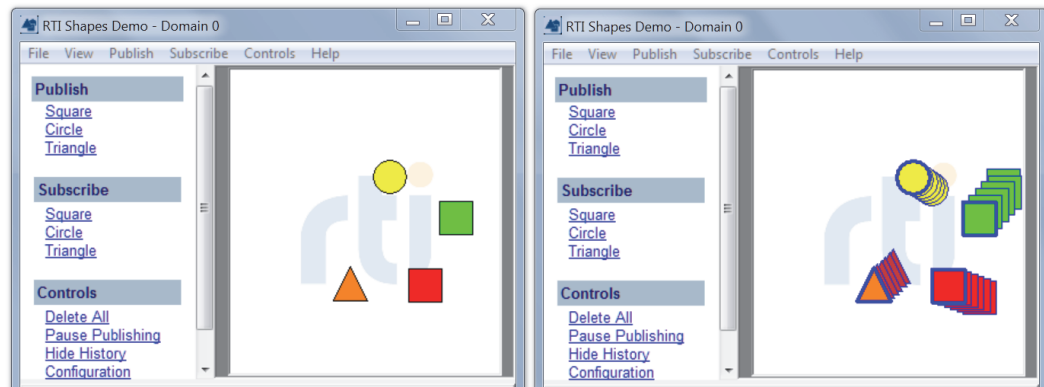 RTI Shapes Demo - Domain 0
File View Publish Subscribe Controls Help
Publish
Square
Circle
Triangle
Subscribe
Square
Circle
Triangle
Controls
Delete All
Pause Publishing
Hide History
Configuration
rti
RTI Shapes Demo - Domain 0
File View Publish Subscribe Controls Help
Publish
Square
Circle
Triangle
Subscribe
Square
Circle
Triangle
Controls
Delete All
Pause Publishing
Hide History
Configuration
rti